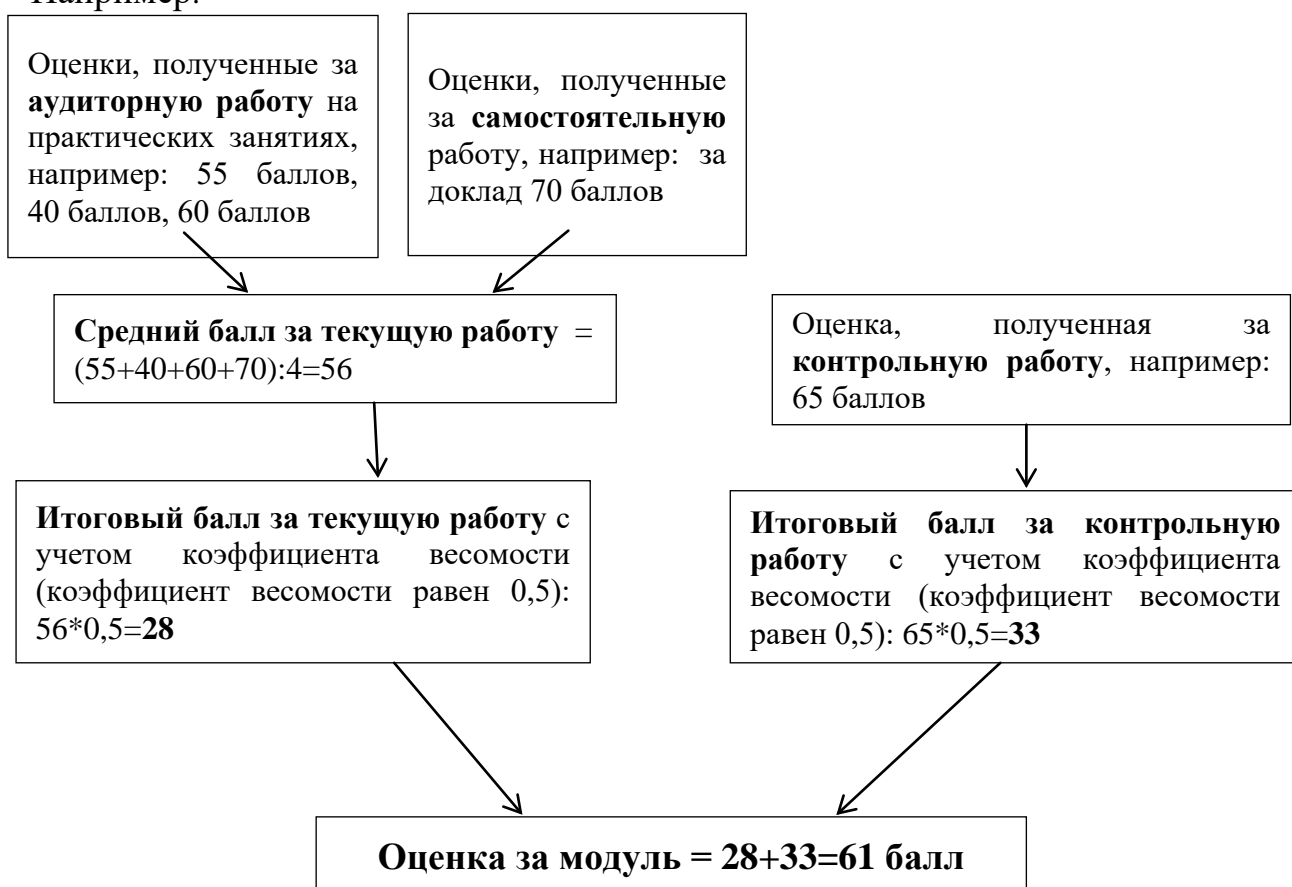 Например:
Оценки, полученные за
аудиторную работу на
практических занятиях,
например: 55 баллов,
40 баллов, 60 баллов
Оценки, полученные
за самостоятельную
работу, например: за
доклад 70 баллов
Средний балл за текущую работу =
(55+40+60+70):4=56
Оценка, полученная за
контрольную работу, например:
65 баллов
Итоговый балл за текущую работу с
учетом коэффициента весомости
(коэффициент весомости равен 0,5):
56*0,5=28
Итоговый балл за контрольную
работу с учетом коэффициента
весомости (коэффициент весомости
равен 0,5): 65*0,5=33
Оценка за модуль = 28+33=61 балл